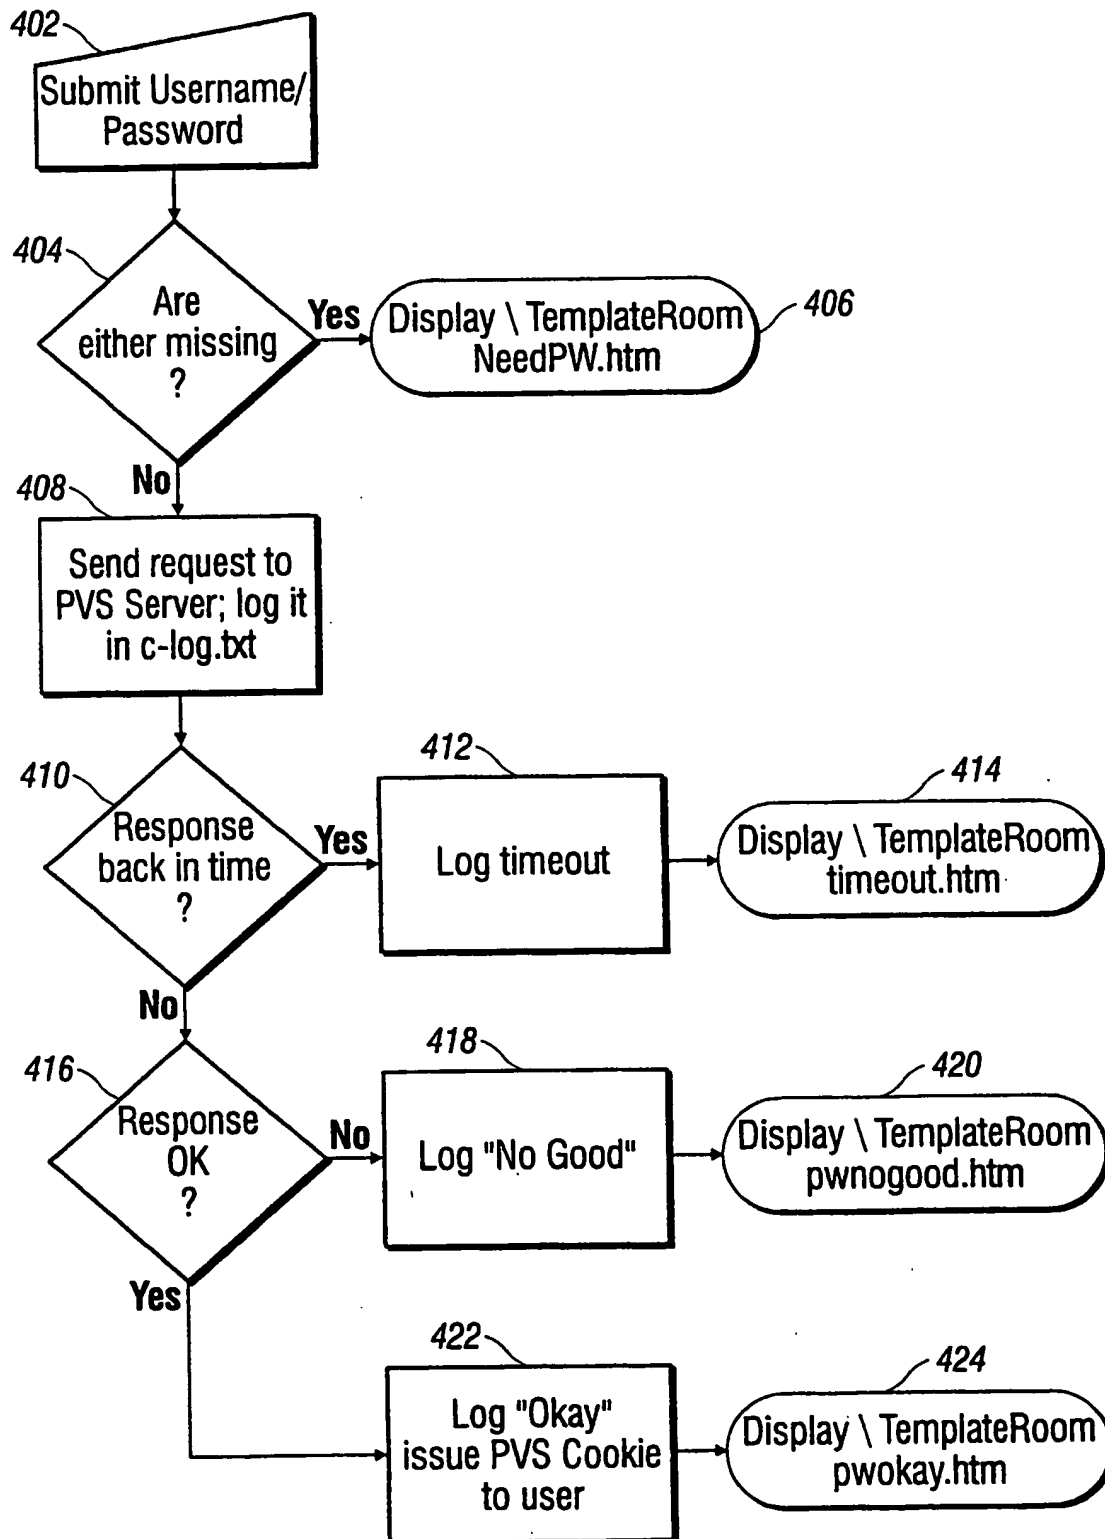 402
Submit Username/
Password
404
Are
either missing
?
Yes
Display \ TemplateRoom
NeedPW.htm
406
No
408
Send request to
PVS Server; log it
in c-log.txt
410
Response
back in time
?
Yes
412
Log timeout
414
Display \ TemplateRoom
timeout.htm
No
416
Response
OK
?
No
418
Log "No Good"
420
Display \ TemplateRoom
pwnogood.htm
Yes
422
Log "Okay"
issue PVS Cookie
to user
424
Display \ TemplateRoom
pwokay.htm